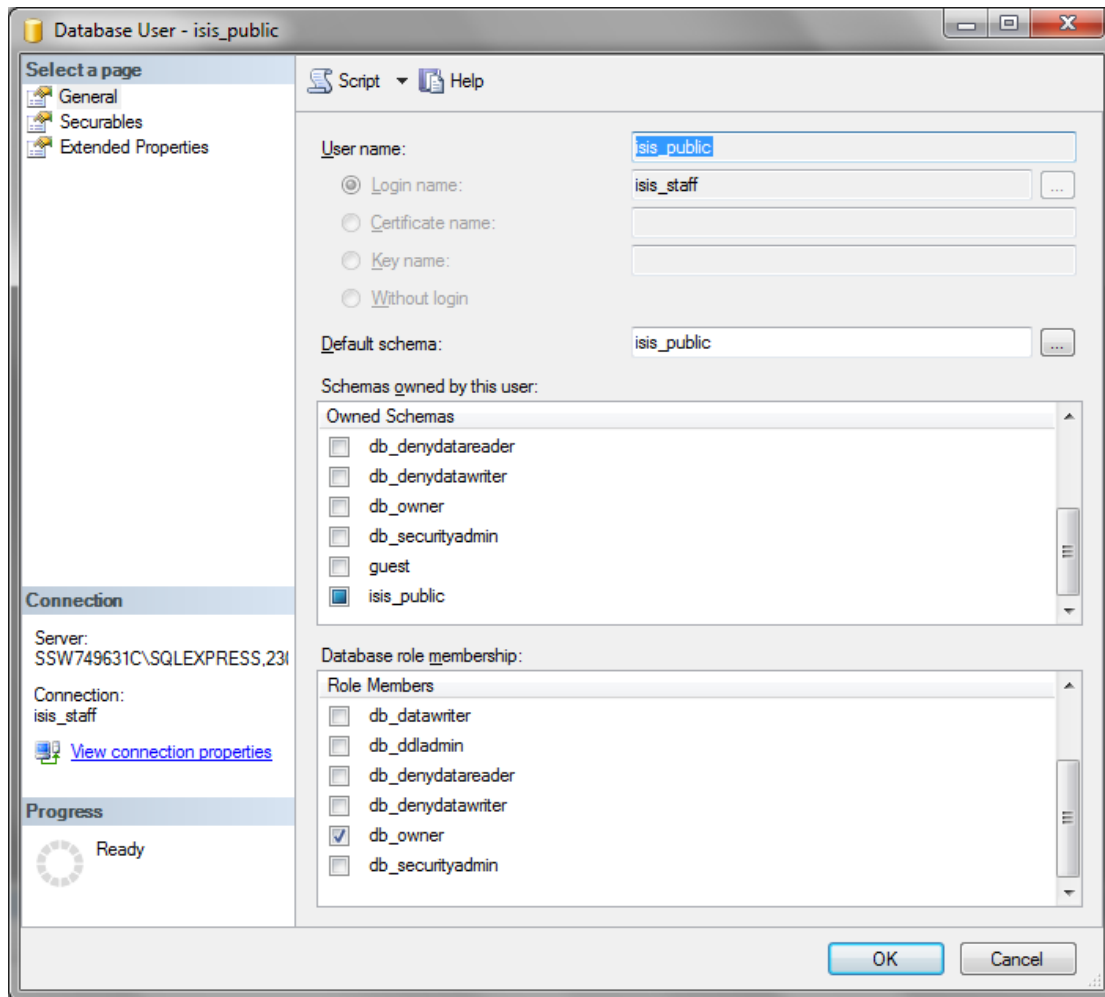 Database User - isis_public
Select a page
General
Securables
Extended Properties
Script
Help
User name:
isis_public
Login name:
isis_staff
...
Certificate name:
Key name:
Without login
Default schema:
isis_public
...
Schemas owned by this user:
Owned Schemas
db_denydatareader
db_denydatawriter
db_owner
db_securityadmin
guest
isis_public
Connection
Server:
SSW749631C\SQLEXPRESS,230
Connection:
isis_staff
View connection properties
Database role membership:
Role Members
db_datawriter
db_ddladmin
db_denydatareader
db_denydatawriter
db_owner
db_securityadmin
Progress
Ready
OK
Cancel